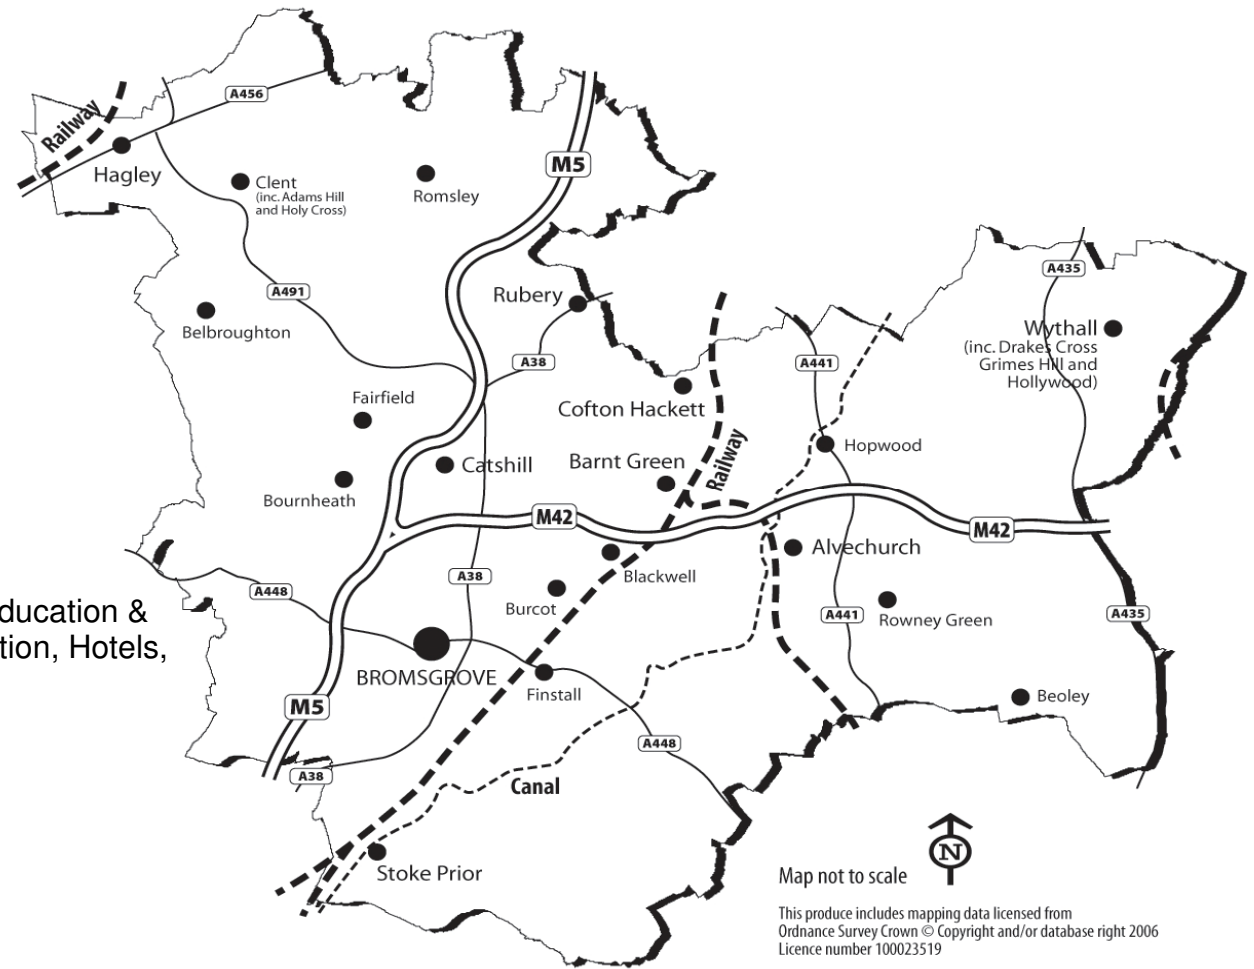 A456
Railway
M5
Hagley
Clent
(inc. Adams Hill
and Holy Cross)
Romsley
A435
A491
Rubery
Belbroughton
Wythall
(inc. Drakes Cross
Grimes Hill and
Hollywood)
A38
A441
Fairfield
Cofton Hackett
Railway
Hopwood
Catshill
Barnt Green
Bournheath
M42
M42
Alvechurch
A38
Blackwell
A448
Burcot
ducation &
tion, Hotels,
A441
Rowney Green
A435
BROMSGROVE
Finstall
Beoley
M5
A448
A38
Canal
Stoke Prior
N
Map not to scale
This produce includes mapping data licensed from
Ordnance Survey Crown © Copyright and/or database right 2006
Licence number 100023519